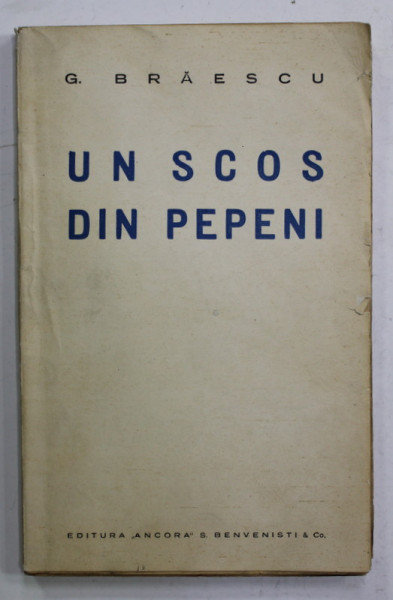 G. BRĂESCU
UN SCOS
DIN PEPENI
EDITURA „ANCORA" S. BENVENISTI & Co.